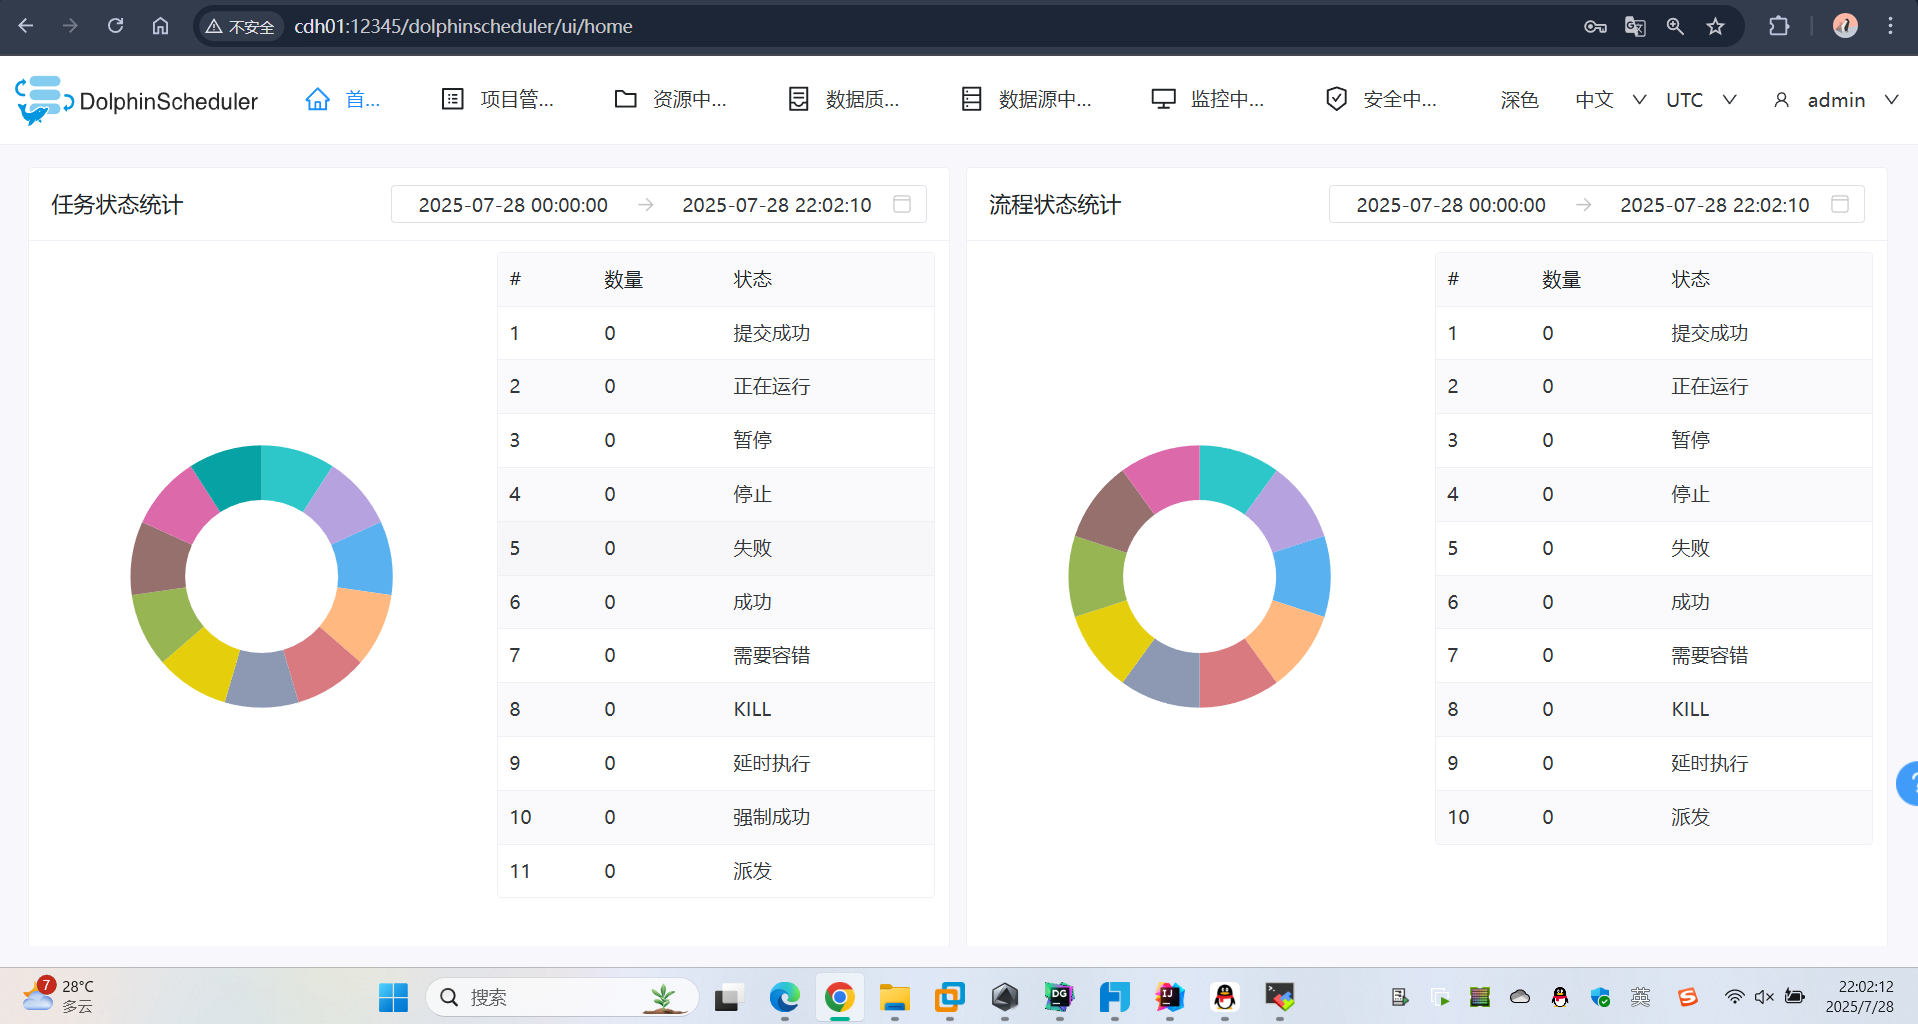 不安全 cdh01:12345/dolphinscheduler/ui/home
DolphinScheduler 首... 项目管... 资源中... 数据质... 数据源中... 监控中... 安全中... 深色 中文 UTC admin
任务状态统计 2025-07-28 00:00:00 2025-07-28 22:02:10
# 数量 状态
1 0 提交成功
2 0 正在运行
3 0 暂停
4 0 停止
5 0 失败
6 0 成功
7 0 需要容错
8 0 KILL
9 0 延时执行
10 0 强制成功
11 0 派发
流程状态统计 2025-07-28 00:00:00 2025-07-28 22:02:10
# 数量 状态
1 0 提交成功
2 0 正在运行
3 0 暂停
4 0 停止
5 0 失败
6 0 成功
7 0 需要容错
8 0 KILL
9 0 延时执行
10 0 派发
?
7 28°C
多云
搜索
DG
IJ
英
22:02:12
2025/7/28